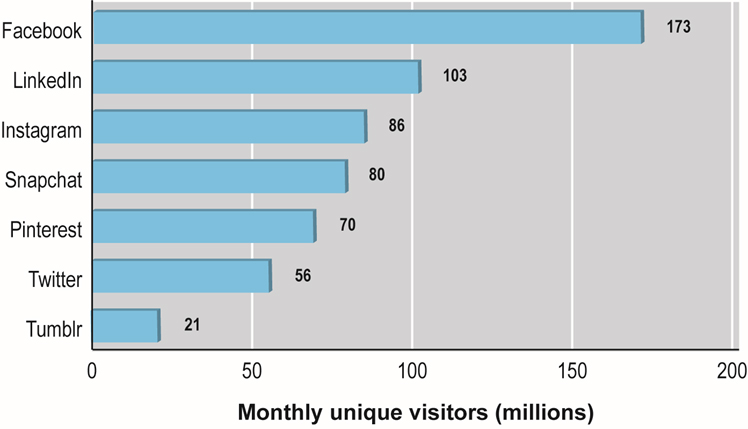 Facebook 173
LinkedIn 103
Instagram 86
Snapchat 80
Pinterest 70
Twitter 56
Tumblr 21
0 50 100 150 200
Monthly unique visitors (millions)